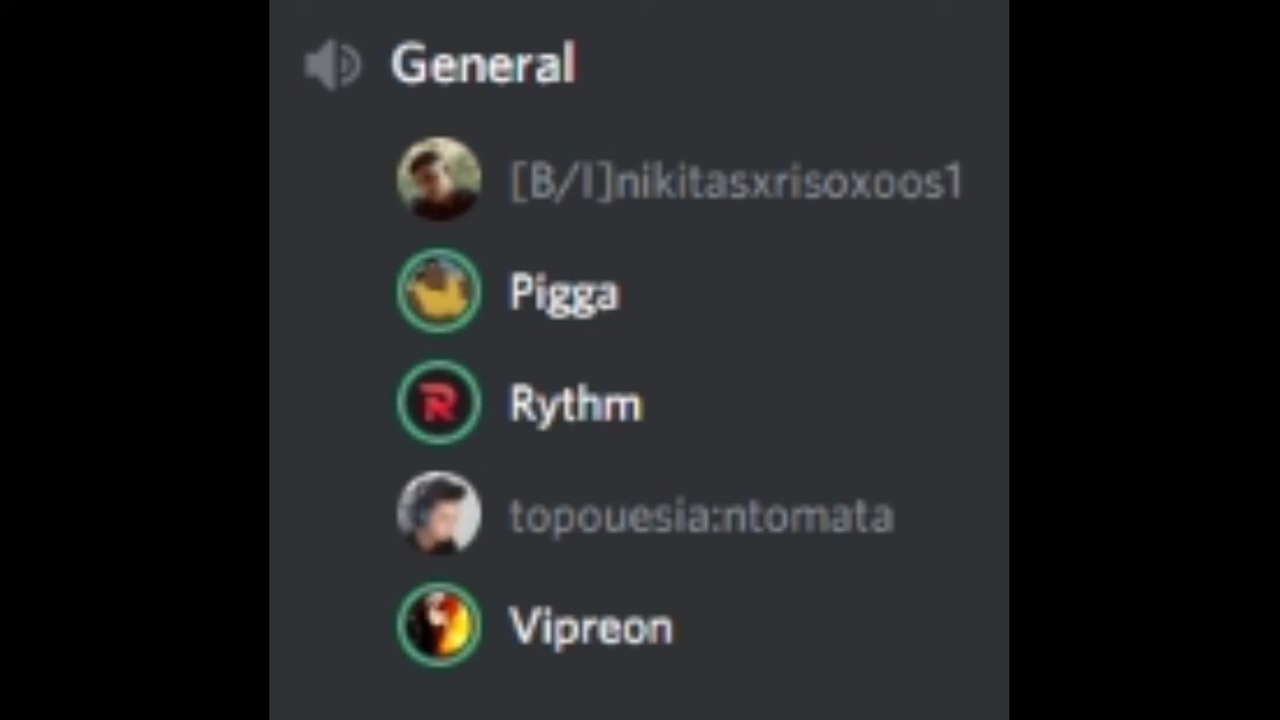 General
[B/I]nikitasxrisoxoos1
Pigga
Rythm
topouesia:ntomata
Vipreon